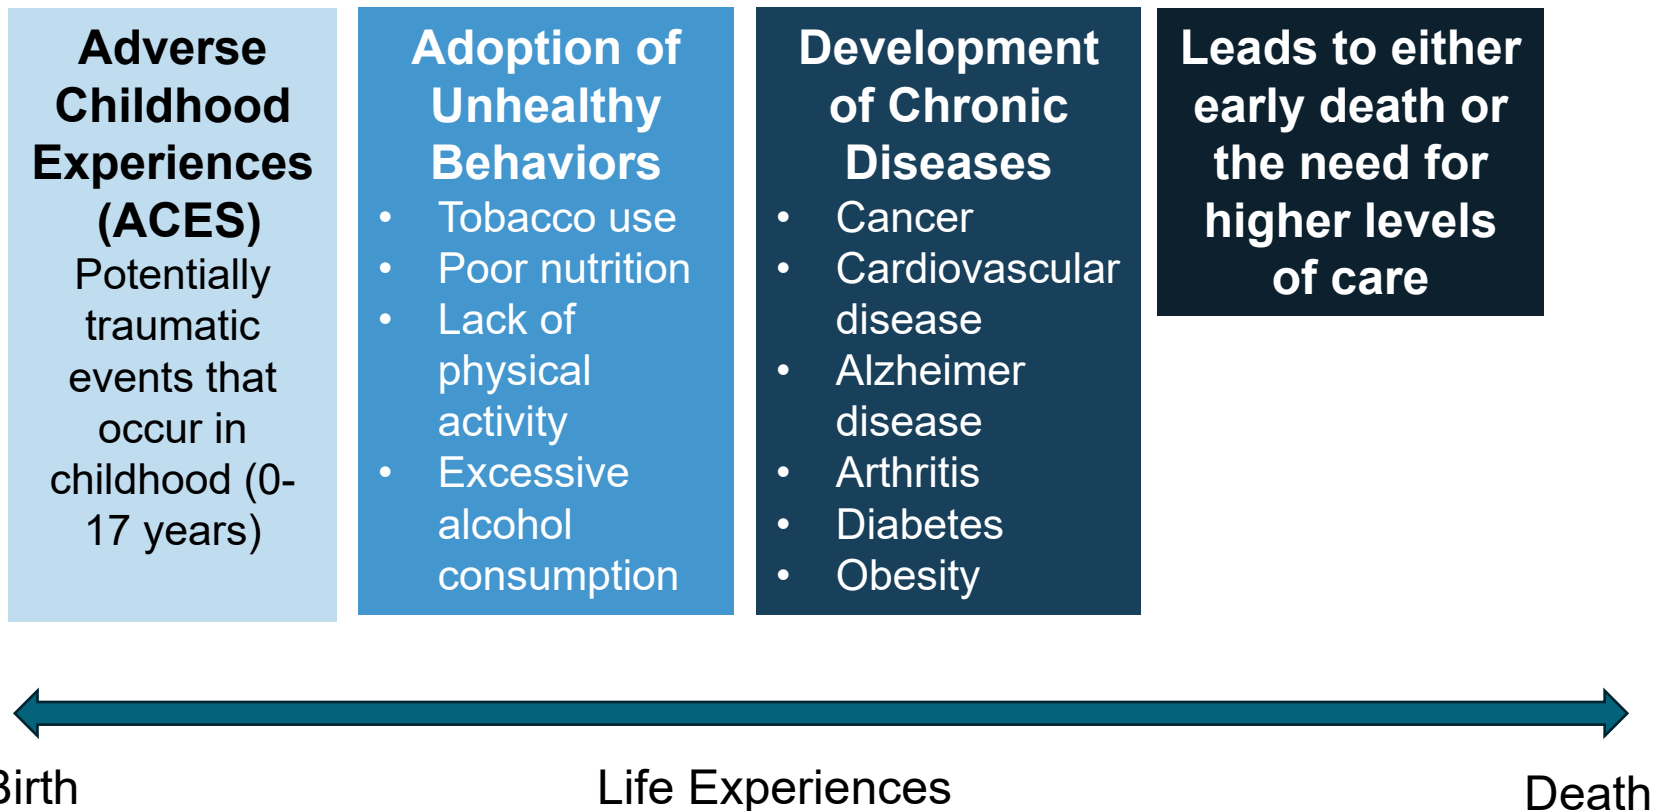 Adverse
Childhood
Experiences
(ACES)
Potentially
traumatic
events that
occur in
childhood (0-
17 years)
Adoption of
Unhealthy
Behaviors
• Tobacco use
• Poor nutrition
• Lack of
physical
activity
• Excessive
alcohol
consumption
Development
of Chronic
Diseases
• Cancer
• Cardiovascular
disease
• Alzheimer
disease
• Arthritis
• Diabetes
• Obesity
Leads to either
early death or
the need for
higher levels
of care
Birth
Life Experiences
Death